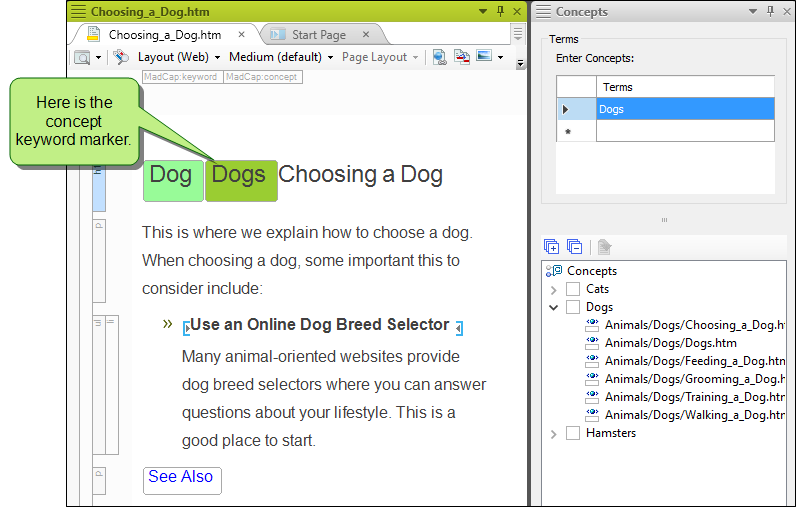 Choosing_a_Dog.htm
Choosing_a_Dog.htm
Start Page
Layout (Web)
Medium (default)
Page Layout
MadCap:keyword
MadCap:concept
Here is the
concept
keyword marker.
Dog
Dogs
Choosing a Dog
This is where we explain how to choose a dog.
When choosing a dog, some important this to
consider include:
» Use an Online Dog Breed Selector
Many animal-oriented websites provide
dog breed selectors where you can answer
questions about your lifestyle. This is a
good place to start.
See Also
Concepts
Terms
Enter Concepts:
Terms
Dogs
*
Concepts
Cats
Dogs
Animals/Dogs/Choosing_a_Dog.h
Animals/Dogs/Dogs.htm
Animals/Dogs/Feeding_a_Dog.htn
Animals/Dogs/Grooming_a_Dog.h
Animals/Dogs/Training_a_Dog.htr
Animals/Dogs/Walking_a_Dog.htr
Hamsters